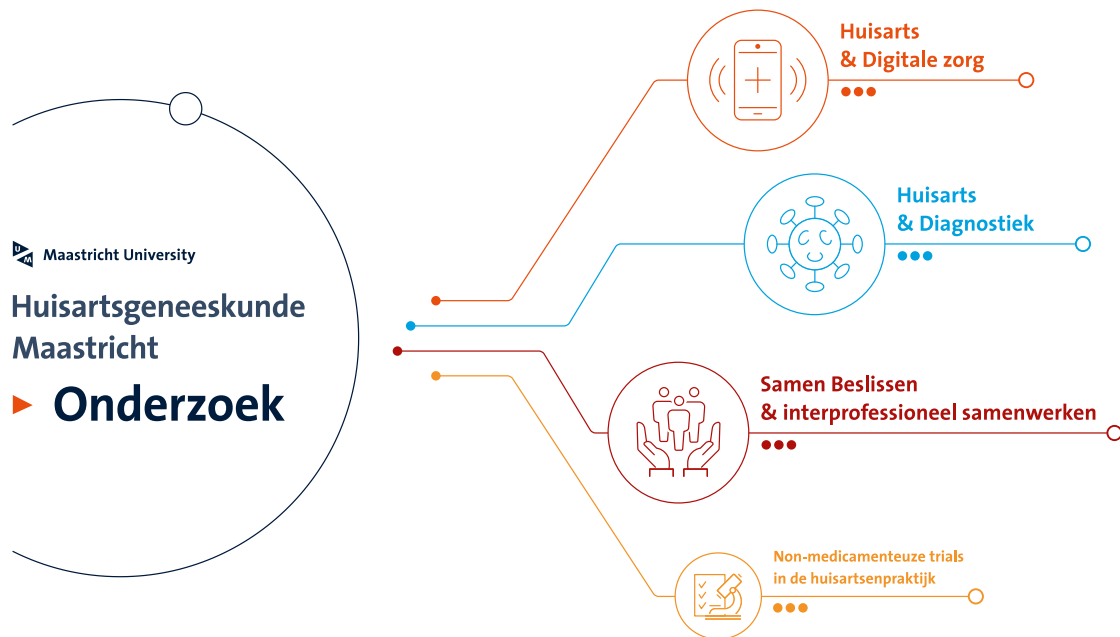 UM
Maastricht University
Huisartsgeneeskunde
Maastricht
Onderzoek
Huisarts
& Digitale zorg
Huisarts
& Diagnostiek
Samen Beslissen
& interprofessioneel samenwerken
Non-medicamenteuze trials
in de huisartsenpraktijk